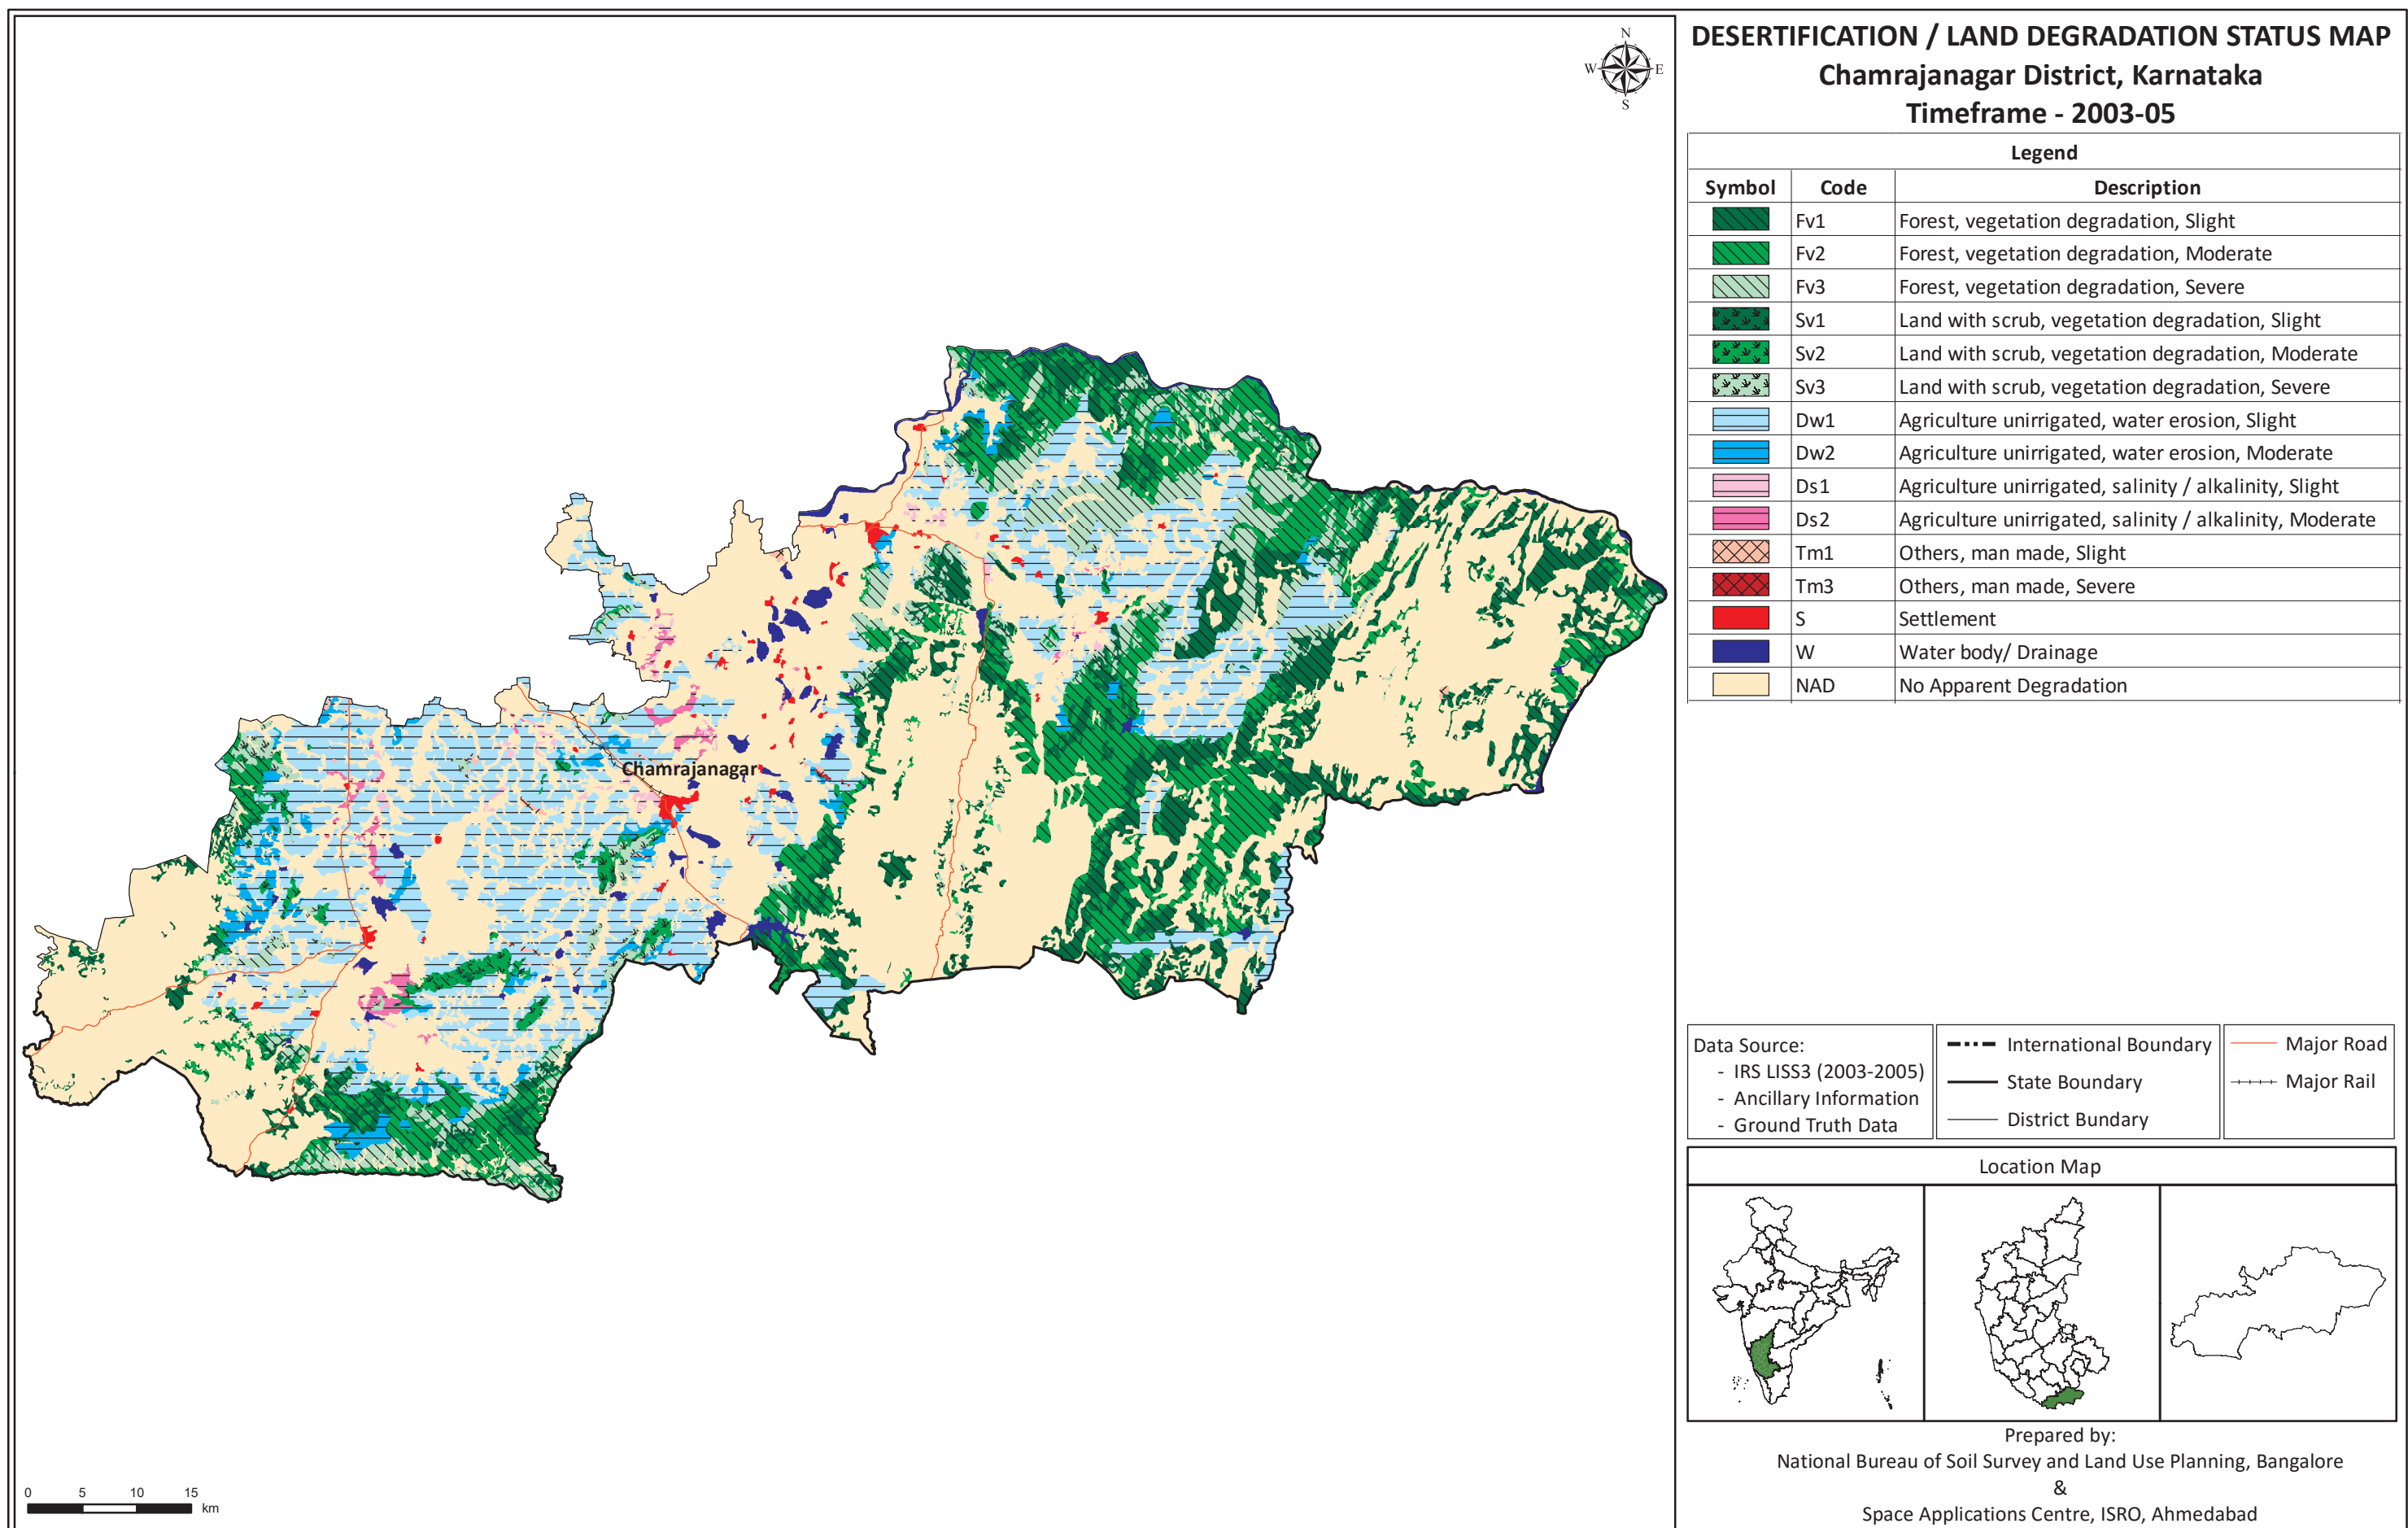 DESERTIFICATION / LAND DEGRADATION STATUS MAP
Chamrajanagar District, Karnataka
Timeframe - 2003-05
Legend
Symbol Code Description
Fv1 Forest, vegetation degradation, Slight
Fv2 Forest, vegetation degradation, Moderate
Fv3 Forest, vegetation degradation, Severe
Sv1 Land with scrub, vegetation degradation, Slight
Sv2 Land with scrub, vegetation degradation, Moderate
Sv3 Land with scrub, vegetation degradation, Severe
Dw1 Agriculture unirrigated, water erosion, Slight
Dw2 Agriculture unirrigated, water erosion, Moderate
Ds1 Agriculture unirrigated, salinity / alkalinity, Slight
Ds2 Agriculture unirrigated, salinity / alkalinity, Moderate
Tm1 Others, man made, Slight
Tm3 Others, man made, Severe
S Settlement
W Water body/ Drainage
NAD No Apparent Degradation
N
W E
S
Chamrajanagar
0 5 10 15
km
Data Source:
- IRS LISS3 (2003-2005)
- Ancillary Information
- Ground Truth Data
International Boundary
State Boundary
District Bundary
Major Road
Major Rail
Location Map
Prepared by:
National Bureau of Soil Survey and Land Use Planning, Bangalore
&
Space Applications Centre, ISRO, Ahmedabad